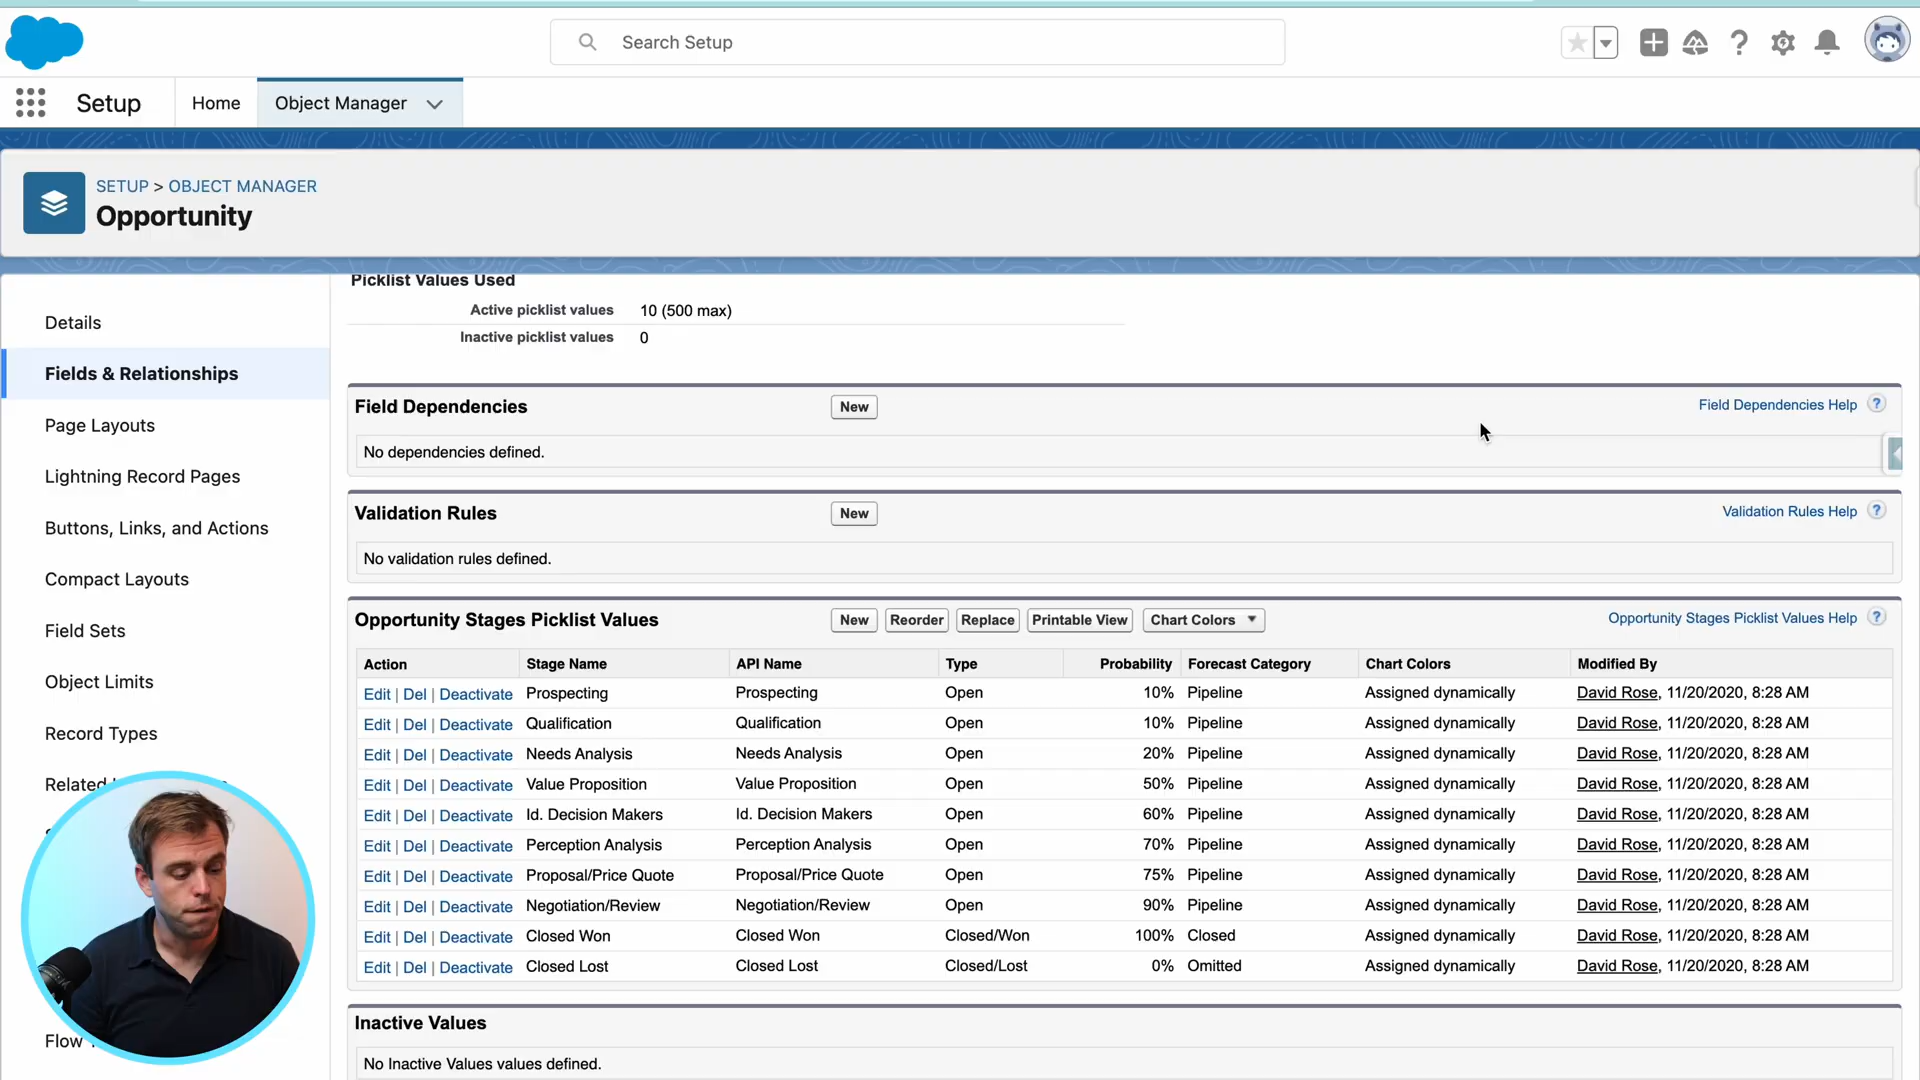 Search Setup
Setup
Home
Object Manager
SETUP > OBJECT MANAGER
Opportunity
Details
Fields & Relationships
Page Layouts
Lightning Record Pages
Buttons, Links, and Actions
Compact Layouts
Field Sets
Object Limits
Record Types
Related
Flow
Picklist Values Used
Active picklist values 10 (500 max)
Inactive picklist values 0
Field Dependencies New Field Dependencies Help ?
No dependencies defined.
Validation Rules New Validation Rules Help ?
No validation rules defined.
Opportunity Stages Picklist Values New Reorder Replace Printable View Chart Colors Opportunity Stages Picklist Values Help ?
Action Stage Name API Name Type Probability Forecast Category Chart Colors Modified By
Edit | Del | Deactivate Prospecting Prospecting Open 10% Pipeline Assigned dynamically David Rose, 11/20/2020, 8:28 AM
Edit | Del | Deactivate Qualification Qualification Open 10% Pipeline Assigned dynamically David Rose, 11/20/2020, 8:28 AM
Edit | Del | Deactivate Needs Analysis Needs Analysis Open 20% Pipeline Assigned dynamically David Rose, 11/20/2020, 8:28 AM
Edit | Del | Deactivate Value Proposition Value Proposition Open 50% Pipeline Assigned dynamically David Rose, 11/20/2020, 8:28 AM
Edit | Del | Deactivate Id. Decision Makers Id. Decision Makers Open 60% Pipeline Assigned dynamically David Rose, 11/20/2020, 8:28 AM
Edit | Del | Deactivate Perception Analysis Perception Analysis Open 70% Pipeline Assigned dynamically David Rose, 11/20/2020, 8:28 AM
Edit | Del | Deactivate Proposal/Price Quote Proposal/Price Quote Open 75% Pipeline Assigned dynamically David Rose, 11/20/2020, 8:28 AM
Edit | Del | Deactivate Negotiation/Review Negotiation/Review Open 90% Pipeline Assigned dynamically David Rose, 11/20/2020, 8:28 AM
Edit | Del | Deactivate Closed Won Closed Won Closed/Won 100% Closed Assigned dynamically David Rose, 11/20/2020, 8:28 AM
Edit | Del | Deactivate Closed Lost Closed Lost Closed/Lost 0% Omitted Assigned dynamically David Rose, 11/20/2020, 8:28 AM
Inactive Values
No Inactive Values values defined.